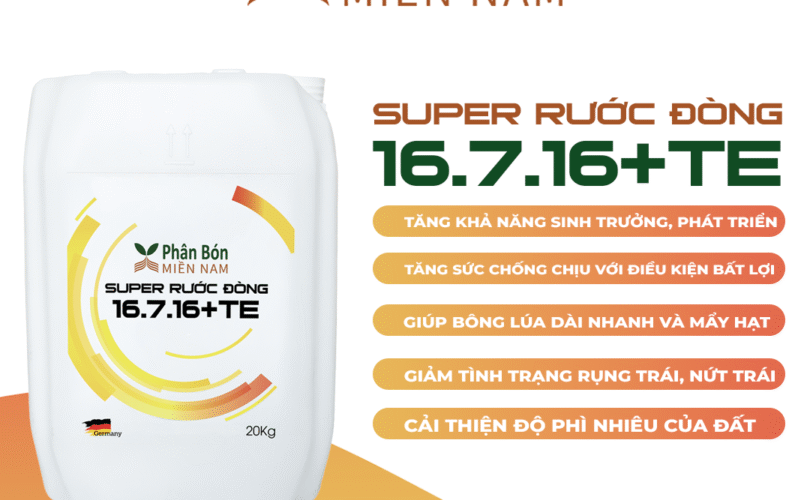 MIỀN NAM
SUPER RƯỚC ĐÒNG
16.7.16+TE
TĂNG KHẢ NĂNG SINH TRƯỞNG, PHÁT TRIỂN
TĂNG SỨC CHỐNG CHỊU VỚI ĐIỀU KIỆN BẤT LỢI
GIÚP BÔNG LÚA DÀI NHANH VÀ MẨY HẠT
GIẢM TÌNH TRẠNG RỤNG TRÁI, NỨT TRÁI
CẢI THIỆN ĐỘ PHÌ NHIÊU CỦA ĐẤT
Phân Bón
MIỀN NAM
SUPER RƯỚC ĐÒNG
16.7.16+TE
Germany
20Kg